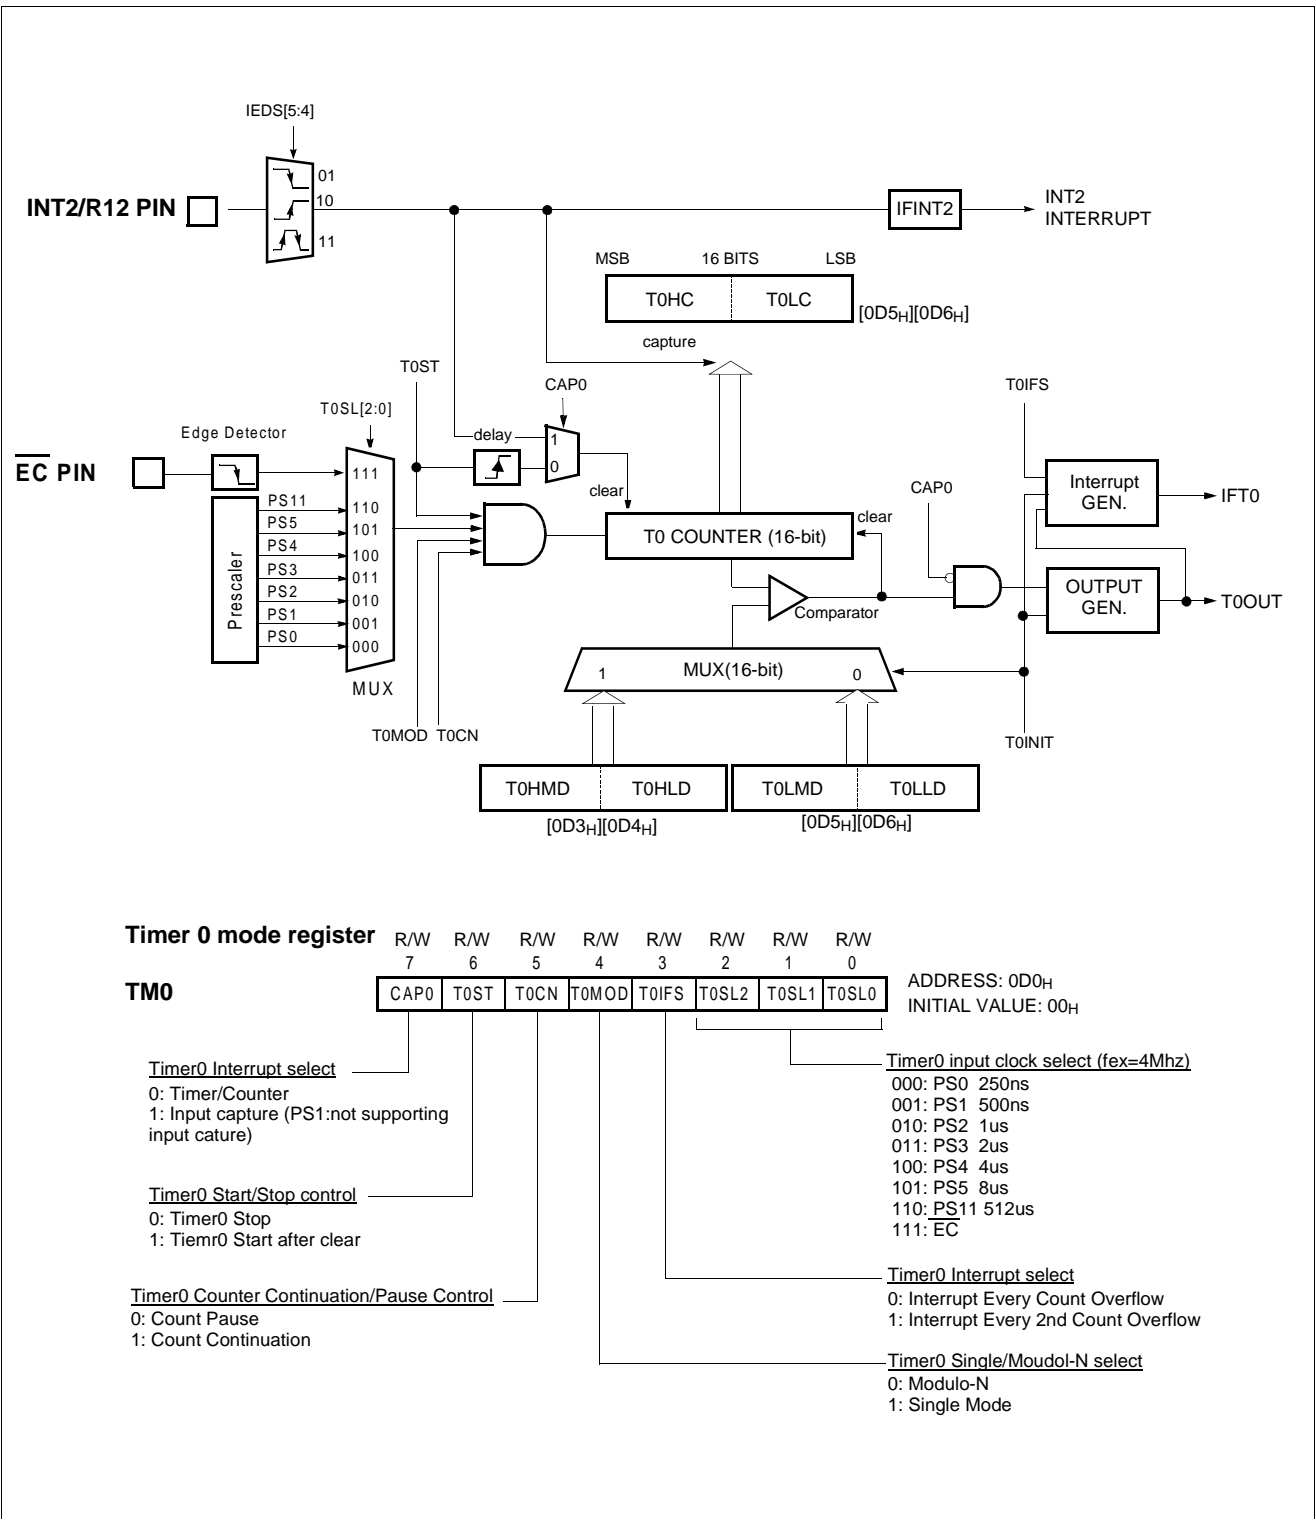 IEDS[5:4]
01
INT2/R12 PIN
10
11
IFINT2
INT2
INTERRUPT
MSB 16 BITS LSB
T0HC T0LC
[0D5H][0D6H]
capture
T0ST
CAP0
T0IFS
T0SL[2:0]
Edge Detector
delay
1
0
EC PIN
111
clear
CAP0
Interrupt
GEN.
IFT0
Prescaler
PS11 110
PS5 101
PS4 100
PS3 011
PS2 010
PS1 001
PS0 000
MUX
T0 COUNTER (16-bit)
clear
Comparator
OUTPUT
GEN.
T0OUT
1 MUX(16-bit) 0
T0MOD T0CN
T0INIT
T0HMD T0HLD T0LMD T0LLD
[0D3H][0D4H] [0D5H][0D6H]
Timer 0 mode register
R/W R/W R/W R/W R/W R/W R/W R/W
7 6 5 4 3 2 1 0
TM0
CAP0 T0ST T0CN T0MOD T0IFS T0SL2 T0SL1 T0SL0
ADDRESS: 0D0H
INITIAL VALUE: 00H
Timer0 Interrupt select
0: Timer/Counter
1: Input capture (PS1:not supporting
input cature)
Timer0 Start/Stop control
0: Timer0 Stop
1: Tiemr0 Start after clear
Timer0 Counter Continuation/Pause Control
0: Count Pause
1: Count Continuation
Timer0 input clock select (fex=4Mhz)
000: PS0 250ns
001: PS1 500ns
010: PS2 1us
011: PS3 2us
100: PS4 4us
101: PS5 8us
110: PS11 512us
111: EC
Timer0 Interrupt select
0: Interrupt Every Count Overflow
1: Interrupt Every 2nd Count Overflow
Timer0 Single/Moudol-N select
0: Modulo-N
1: Single Mode